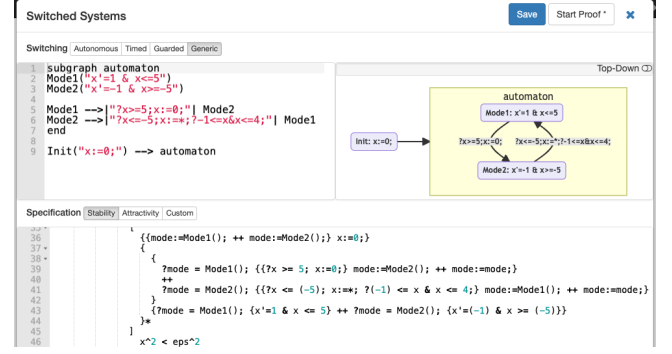 Switched Systems
Save
Start Proof *
Switching Autonomous Timed Guarded Generic
1 subgraph automaton
2 Mode1("x'=1 & x<=5")
3 Mode2("x'=-1 & x>=-5")
4
5 Mode1 -->|"?x>=5;x:=0;"| Mode2
6 Mode2 -->|"?x<=-5;x:=*;?-1<=x&x<=4;"| Mode1
7 end
8
9 Init("x:=0;") --> automaton
Top-Down
automaton
Mode1: x'=1 & x<=5
Init: x:=0;
?x>=5;x:=0;
?x<=-5;x:=*;?-1<=x&x<=4;
Mode2: x'=-1 & x>=-5
Specification Stability Attractivity Custom
35 [
36 {{mode:=Mode1(); ++ mode:=Mode2();} x:=0;}
37 {
38 {
39 ?mode = Mode1(); {{?x >= 5; x:=0;} mode:=Mode2(); ++ mode:=mode;}
40 ++
41 ?mode = Mode2(); {{?x <= (-5); x:=*; ?(-1) <= x & x <= 4;} mode:=Mode1(); ++ mode:=mode;}
42 }
43 {?mode = Mode1(); {x'=1 & x <= 5} ++ ?mode = Mode2(); {x'=(-1) & x >= (-5)}}
44 }*
45 ]
46 x^2 < eps^2